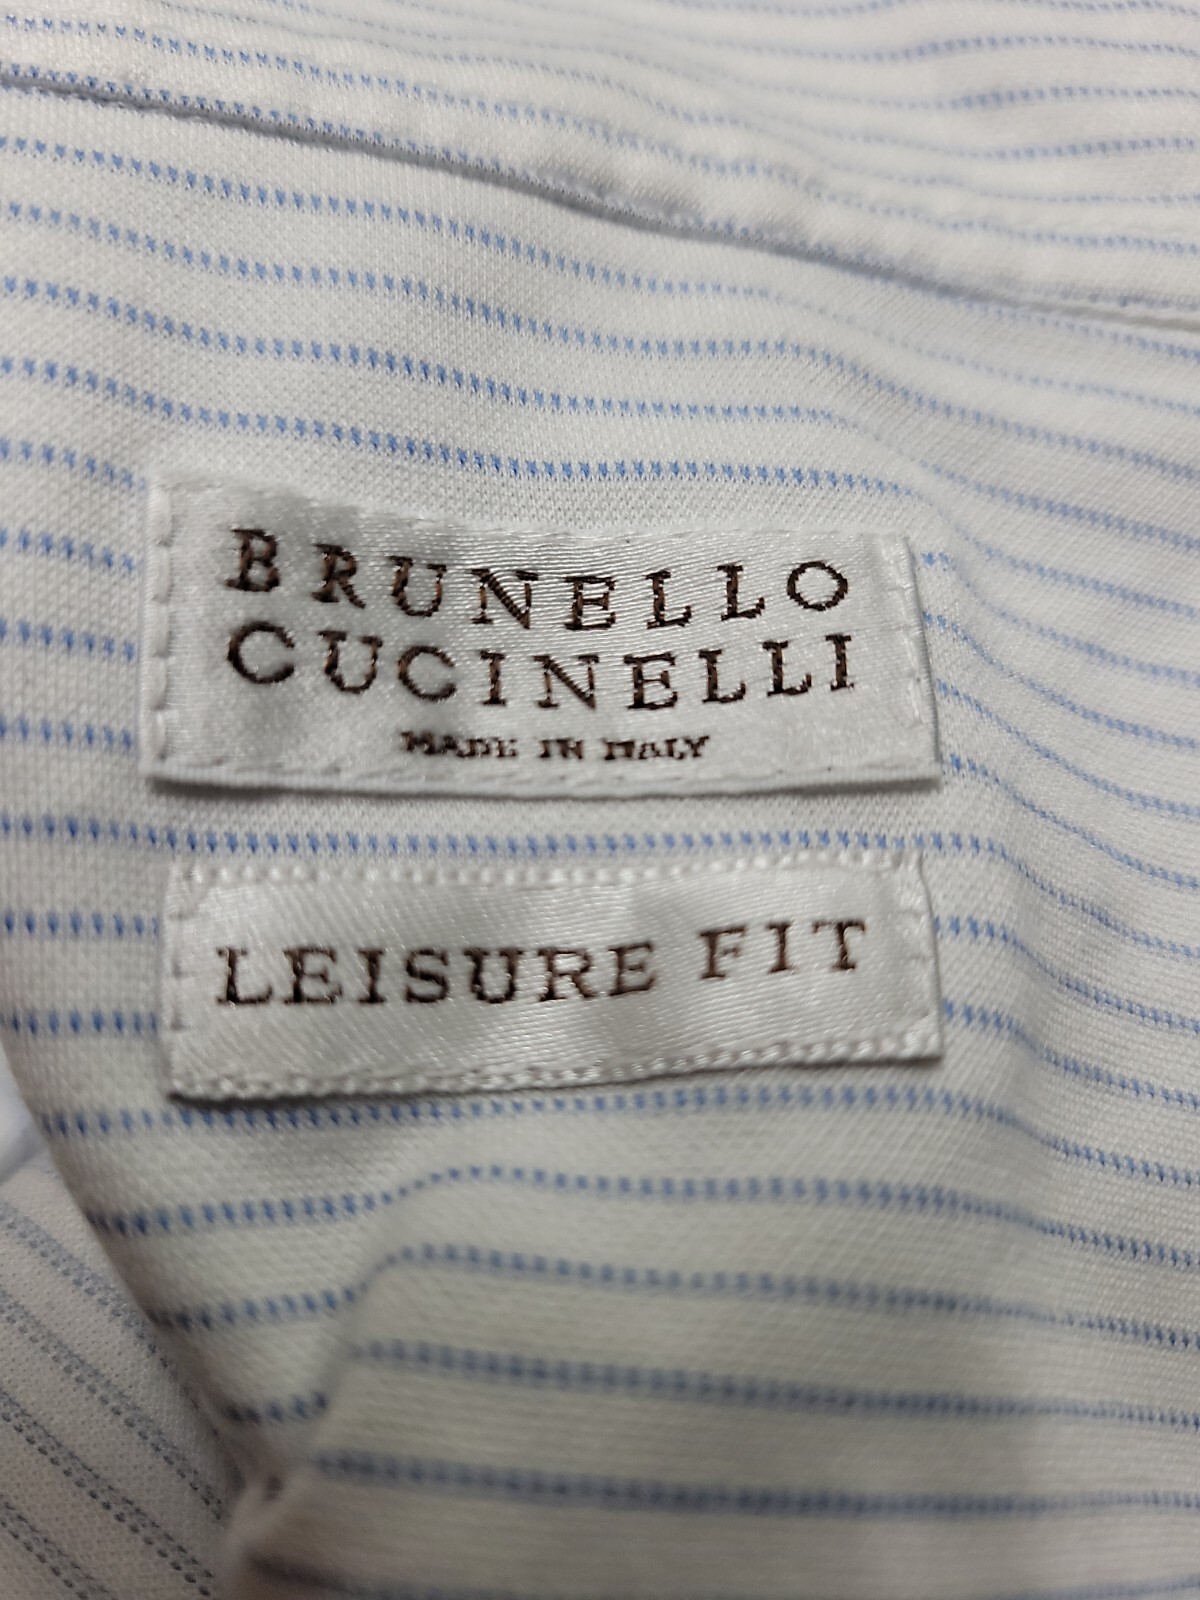 BRUNELLO
CUCINELLI
MADE IN ITALY
LEISURE FIT